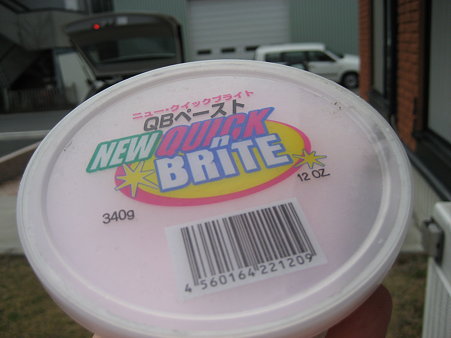 ニュー・クイックブライト
QBペースト
NEW QUICK
n
BRITE
340g
12 OZ
4 560164 221209